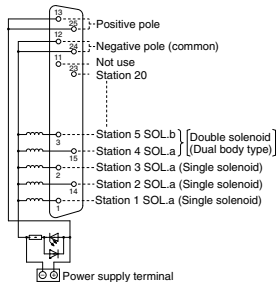 13
25 Positive pole
12
24 Negative pole (common)
11 Not use
23 Station 20
Station 5 SOL.b
3
Station 4 SOL.a
15
[Double solenoid
(Dual body type)]
Station 3 SOL.a (Single solenoid)
2
Station 2 SOL.a (Single solenoid)
14
Station 1 SOL.a (Single solenoid)
1
Power supply terminal